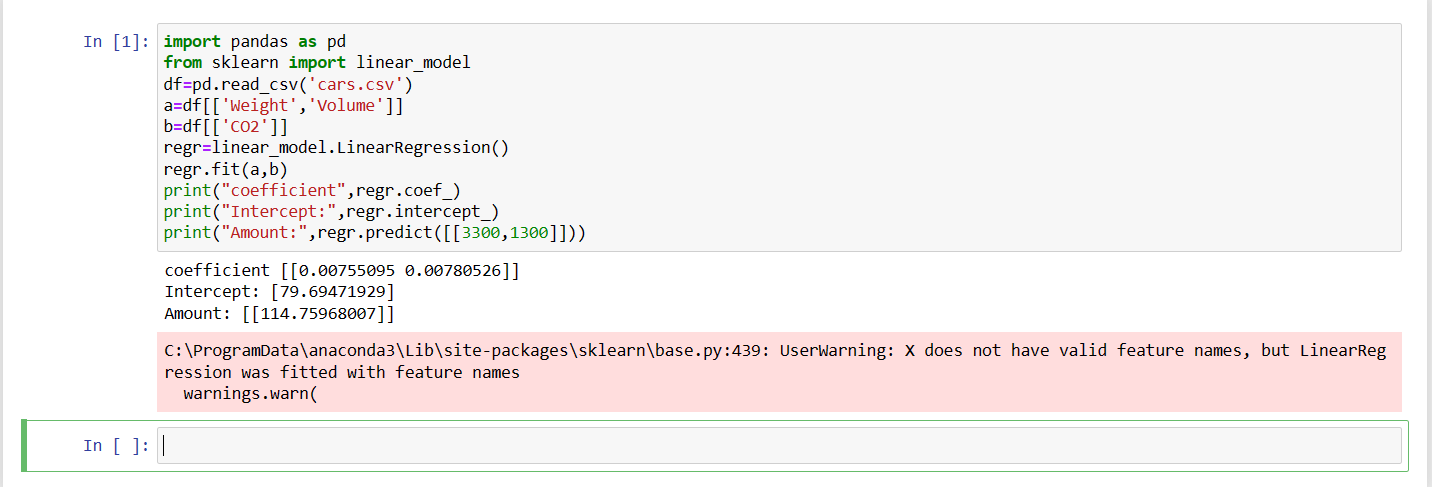 In [1]: import pandas as pd
from sklearn import linear_model
df=pd.read_csv('cars.csv')
a=df[['Weight','Volume']]
b=df[['CO2']]
regr=linear_model.LinearRegression()
regr.fit(a,b)
print("coefficient",regr.coef_)
print("Intercept:",regr.intercept_)
print("Amount:",regr.predict([[3300,1300]]))
coefficient [[0.00755095 0.00780526]]
Intercept: [79.69471929]
Amount: [[114.75968007]]
C:\ProgramData\anaconda3\Lib\site-packages\sklearn\base.py:439: UserWarning: X does not have valid feature names, but LinearReg
ression was fitted with feature names
  warnings.warn(
In [ ]: